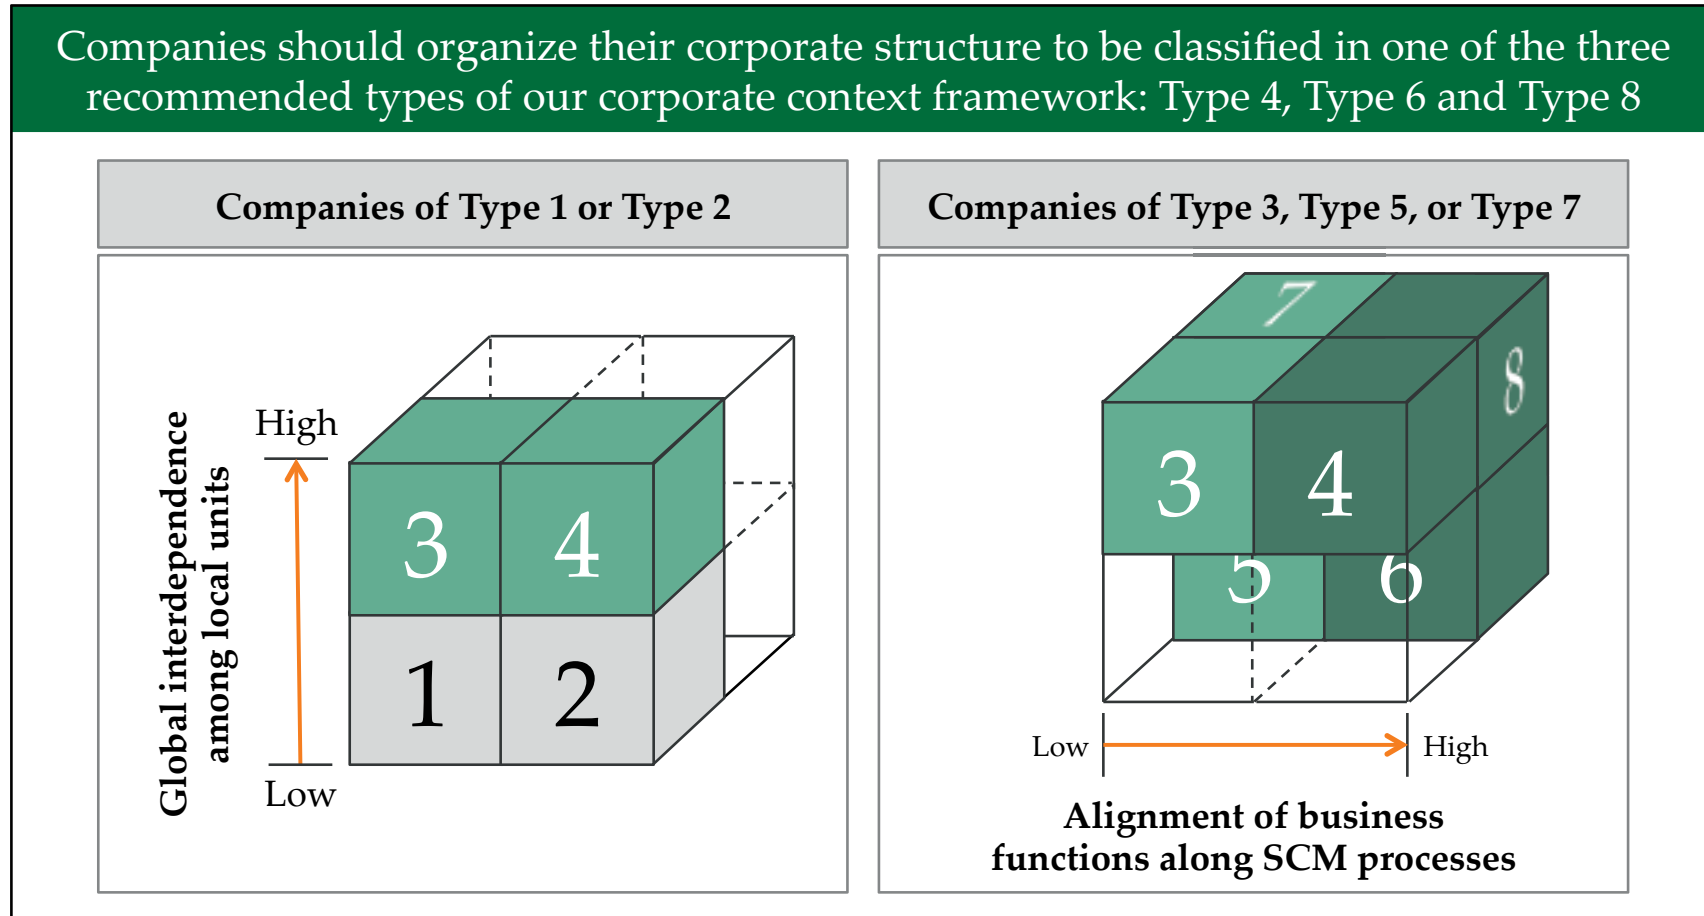 Companies should organize their corporate structure to be classified in one of the three
recommended types of our corporate context framework: Type 4, Type 6 and Type 8
Companies of Type 1 or Type 2
Global interdependence
among local units
High
Low
3 4
1 2
Companies of Type 3, Type 5, or Type 7
7
8
3 4
5 6
Low
High
Alignment of business
functions along SCM processes